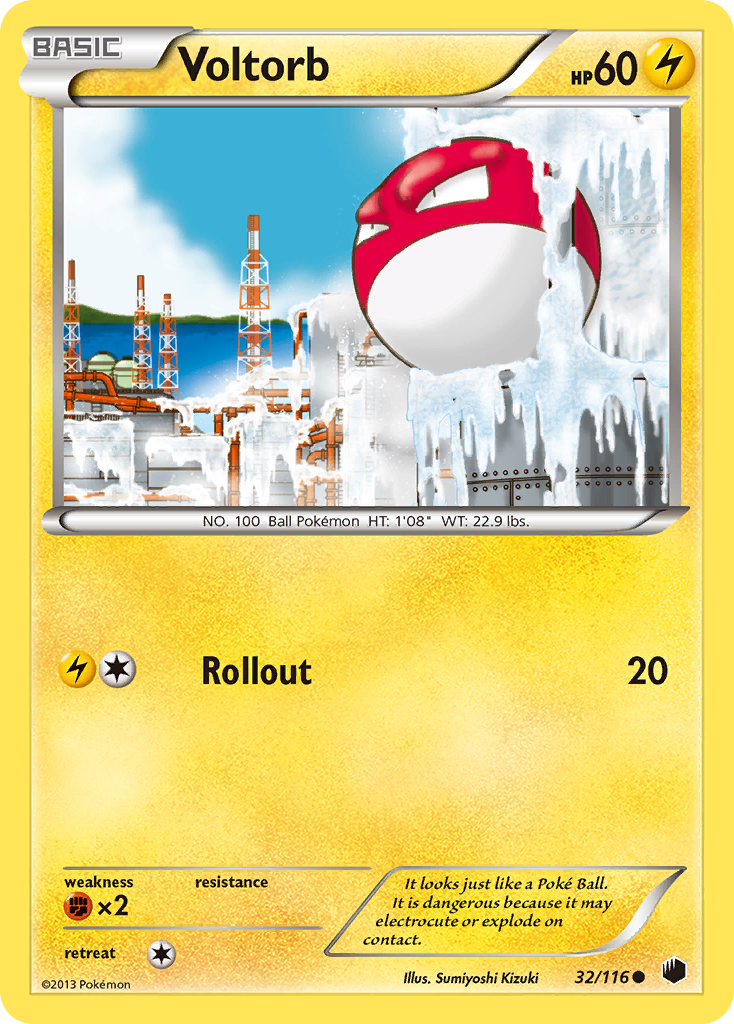 BASIC
Voltorb
HP60
NO. 100 Ball Pokémon HT: 1'08" WT: 22.9 lbs.
Rollout 20
weakness resistance
×2
retreat
It looks just like a Poké Ball.
It is dangerous because it may
electrocute or explode on
contact.
©2013 Pokémon
Illus. Sumiyoshi Kizuki
32/116